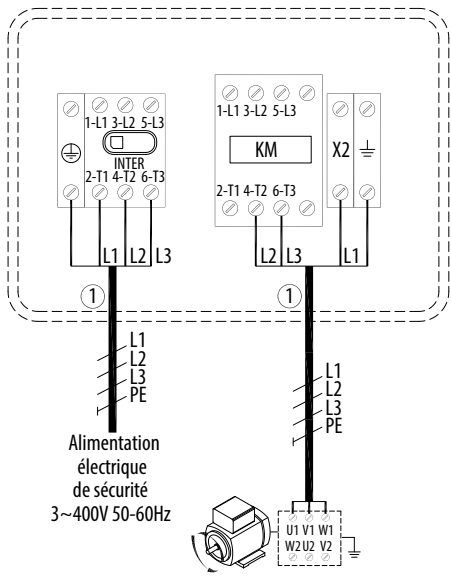 1-L1 3-L2 5-L3
INTER
2-T1 4-T2 6-T3
L1 L2 L3
1
L1
L2
L3
PE
Alimentation
électrique
de sécurité
3~400V 50-60Hz
1-L1 3-L2 5-L3
KM
X2
2-T1 4-T2 6-T3
L2 L3 L1
1
L1
L2
L3
PE
U1 V1 W1
W2 U2 V2